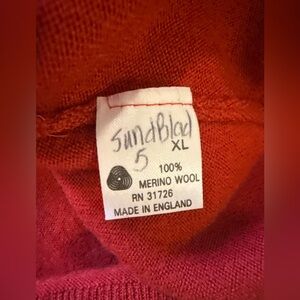 Sundblad
5 XL
100%
MERINO WOOL
RN 31726
MADE IN ENGLAND